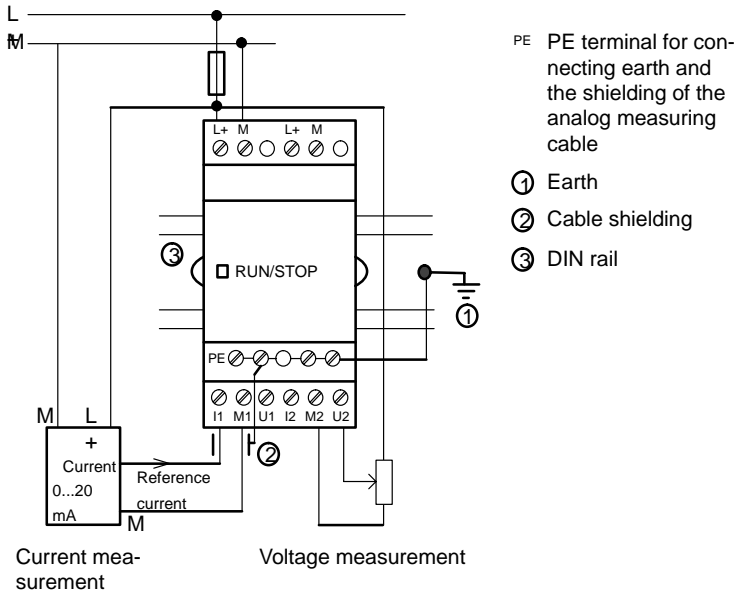 L
+
M
PE PE terminal for con-
necting earth and
the shielding of the
analog measuring
cable
1 Earth
2 Cable shielding
3 DIN rail
L+ M L+ M
3
RUN/STOP
1
PE
I1 M1 U1 I2 M2 U2
M L
2
+
Current
0...20
mA
Reference
current
M
Current mea-
surement
Voltage measurement